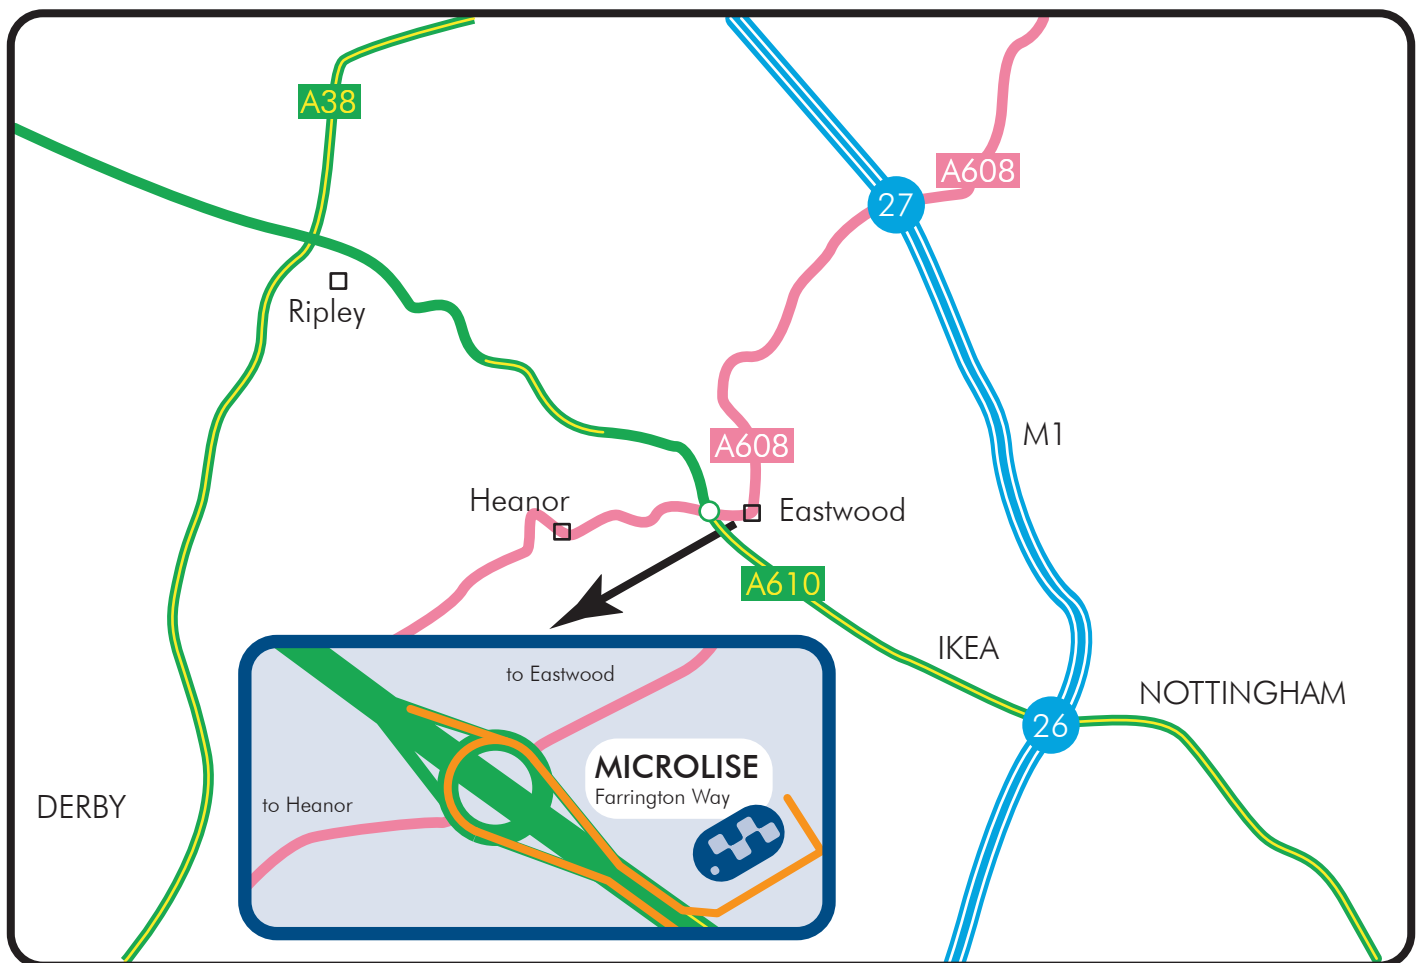 A38
A608
27
Ripley
M1
A608
Heanor
Eastwood
A610
IKEA
to Eastwood
NOTTINGHAM
26
MICROLISE
Farrington Way
to Heanor
DERBY